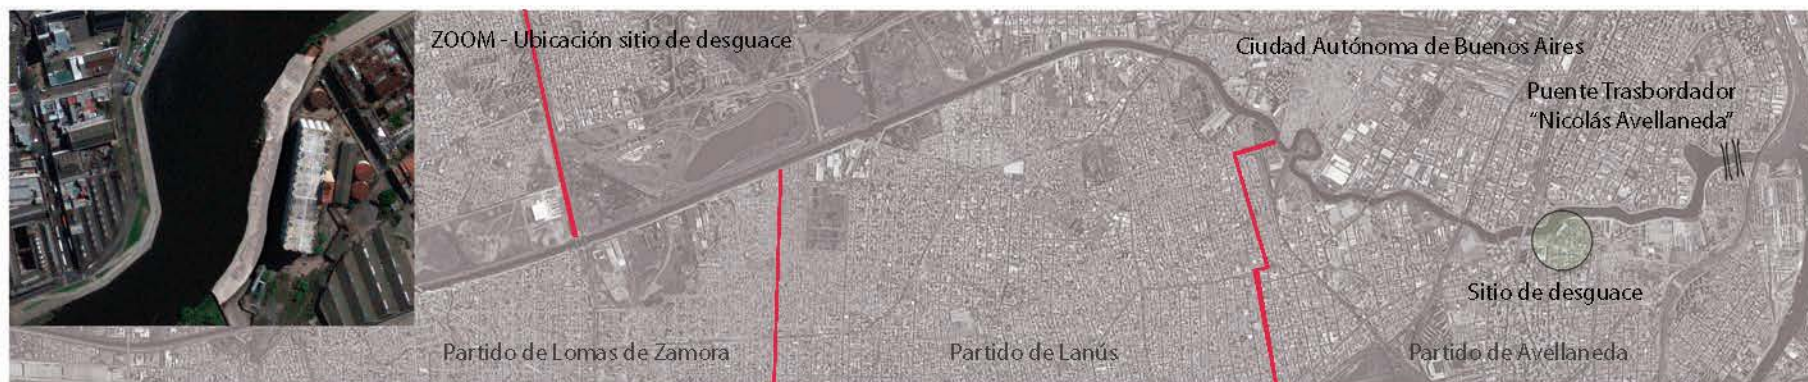 ZOOM - Ubicación sitio de desguace
Ciudad Autónoma de Buenos Aires
Puente Trasbordador
"Nicolás Avellaneda"
Sitio de desguace
Partido de Lomas de Zamora
Partido de Lanús
Partido de Avellaneda